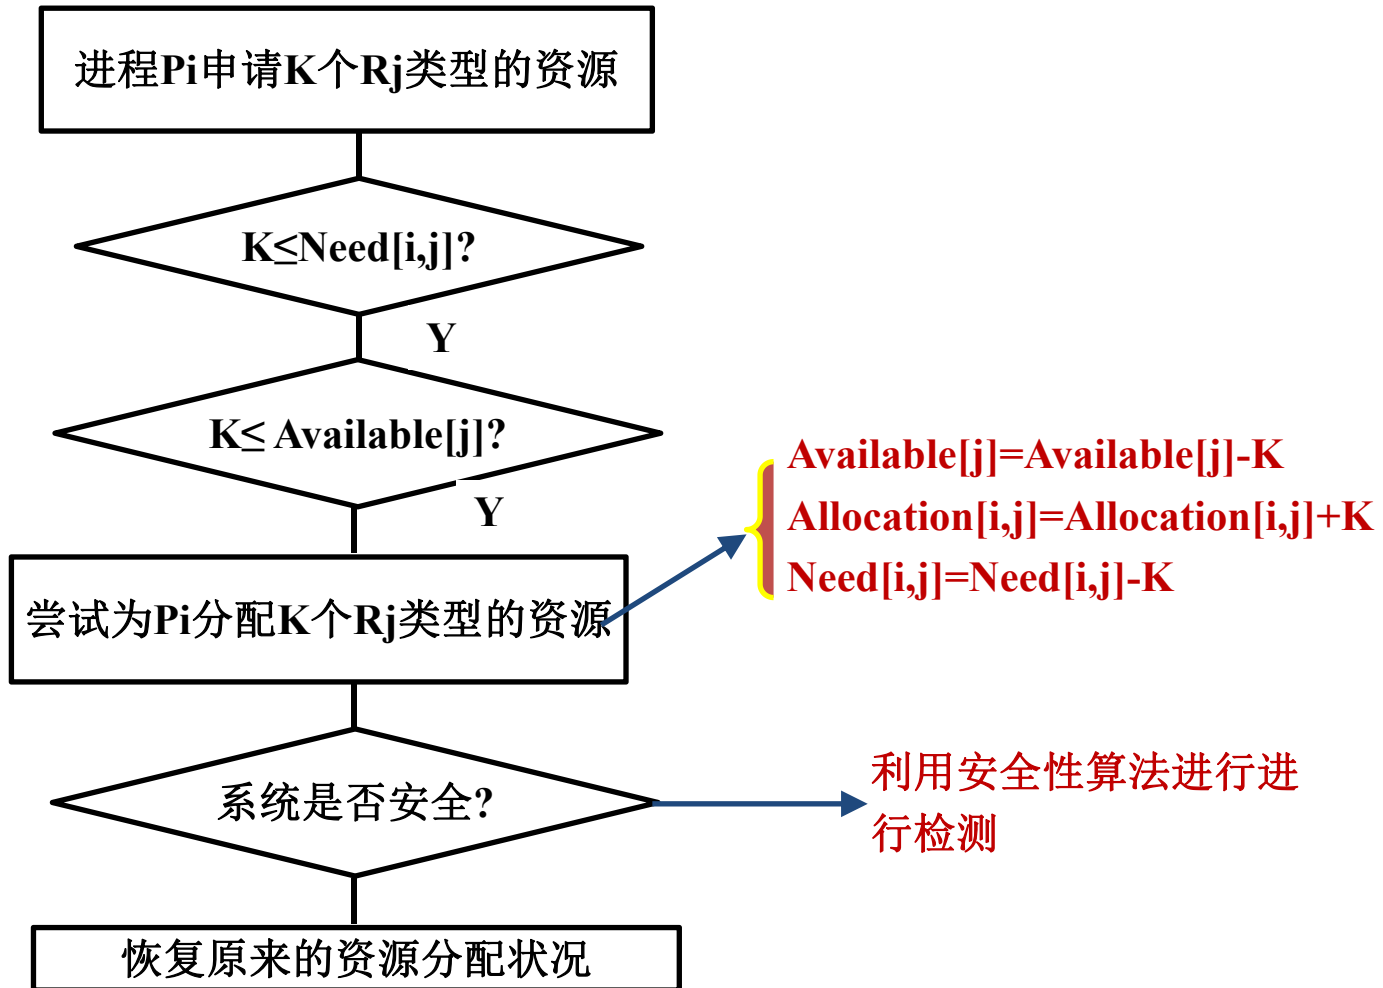 进程Pi申请K个Rj类型的资源
K≤Need[i,j]?
Y
K≤ Available[j]?
Y
Available[j]=Available[j]-K
Allocation[i,j]=Allocation[i,j]+K
Need[i,j]=Need[i,j]-K
尝试为Pi分配K个Rj类型的资源
系统是否安全?
利用安全性算法进行进
行检测
恢复原来的资源分配状况